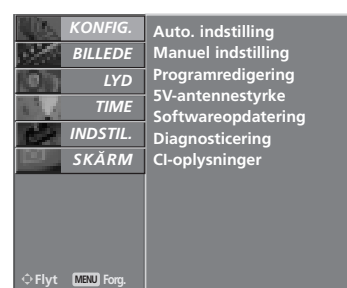 KONFIG.
BILLEDE
LYD
TIME
INDSTIL.
SKÄRM
Auto. indstilling
Manuel indstilling
Programredigering
5V-antennestyrke
Softwareopdatering
Diagnosticering
CI-oplysninger
Flyt MENU Forg.